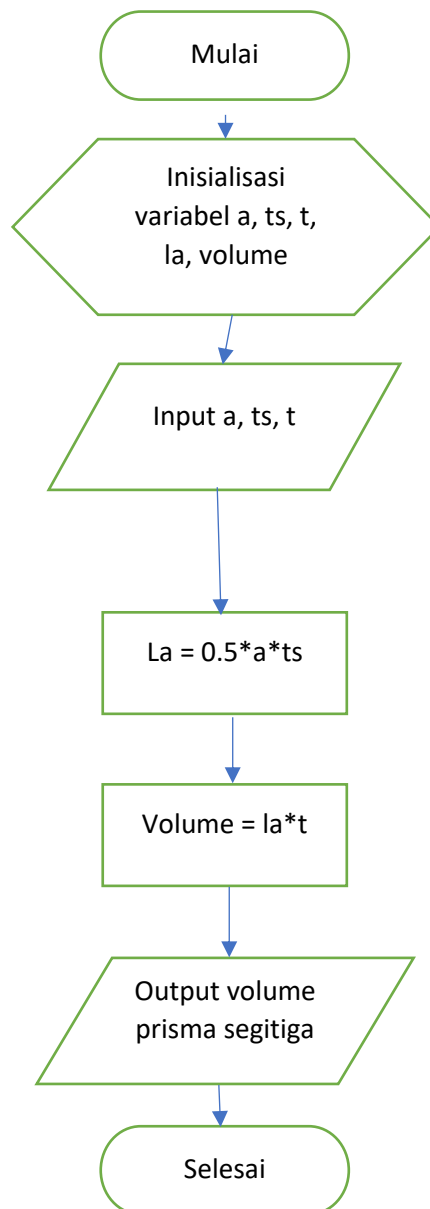 Mulai
Inisialisasi
variabel a, ts, t,
la, volume
Input a, ts, t
La = 0.5*a*ts
Volume = la*t
Output volume
prisma segitiga
Selesai